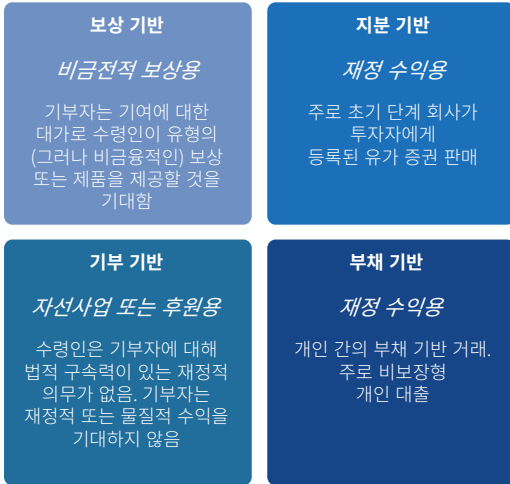 보상 기반
비금전적 보상용
기부자는 기여에 대한
대가로 수령인이 유형의
(그러나 비금융적인) 보상
또는 제품을 제공할 것을
기대함
지분 기반
재정 수익용
주로 초기 단계 회사가
투자자에게
등록된 유가 증권 판매
기부 기반
자선사업 또는 후원용
수령인은 기부자에 대해
법적 구속력이 있는 재정적
의무가 없음. 기부자는
재정적 또는 물질적 수익을
기대하지 않음
부채 기반
재정 수익용
개인 간의 부채 기반 거래.
주로 비보장형
개인 대출